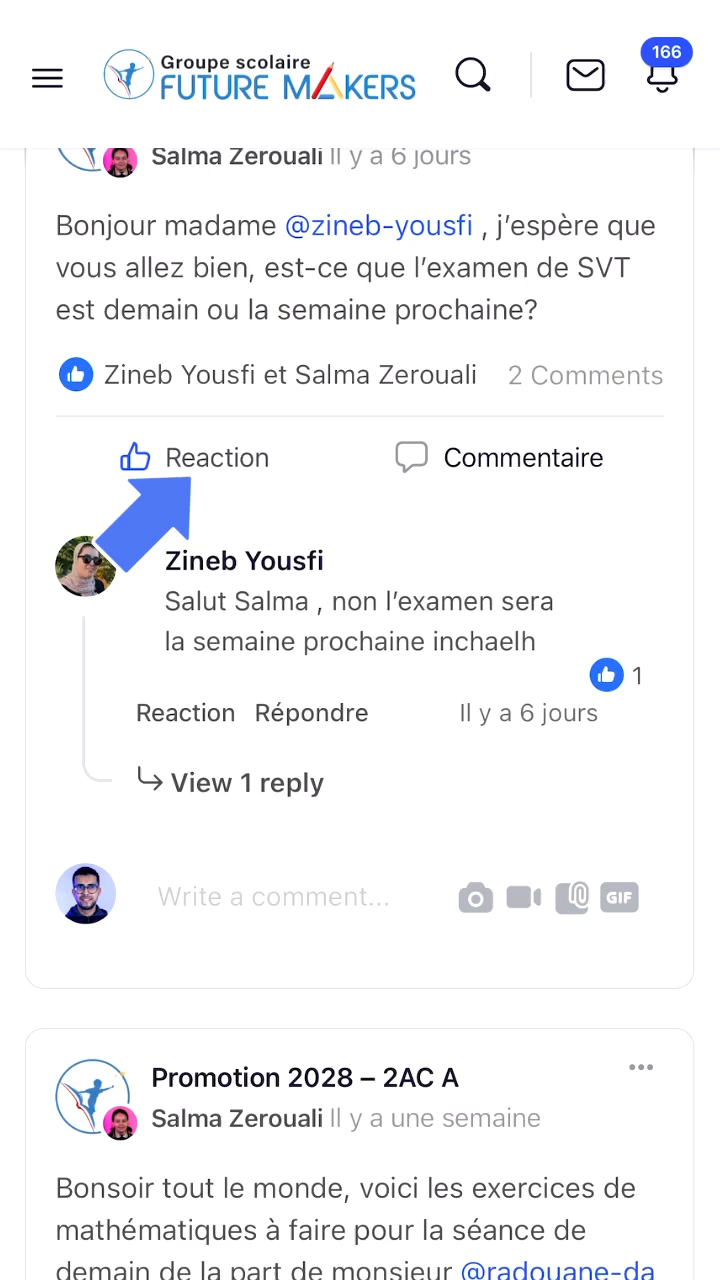 Groupe scolaire
FUTURE MAKERS
166
Salma Zerouali Il y a 6 jours
Bonjour madame @zineb-yousfi , j’espère que
vous allez bien, est-ce que l’examen de SVT
est demain ou la semaine prochaine?
Zineb Yousfi et Salma Zerouali 2 Comments
Reaction Commentaire
Zineb Yousfi
Salut Salma , non l’examen sera
la semaine prochaine inchaelh
1
Reaction Répondre Il y a 6 jours
View 1 reply
Write a comment... GIF
Promotion 2028 – 2AC A
Salma Zerouali Il y a une semaine
Bonsoir tout le monde, voici les exercices de
mathématiques à faire pour la séance de
demain de la part de monsieur @radouane-da